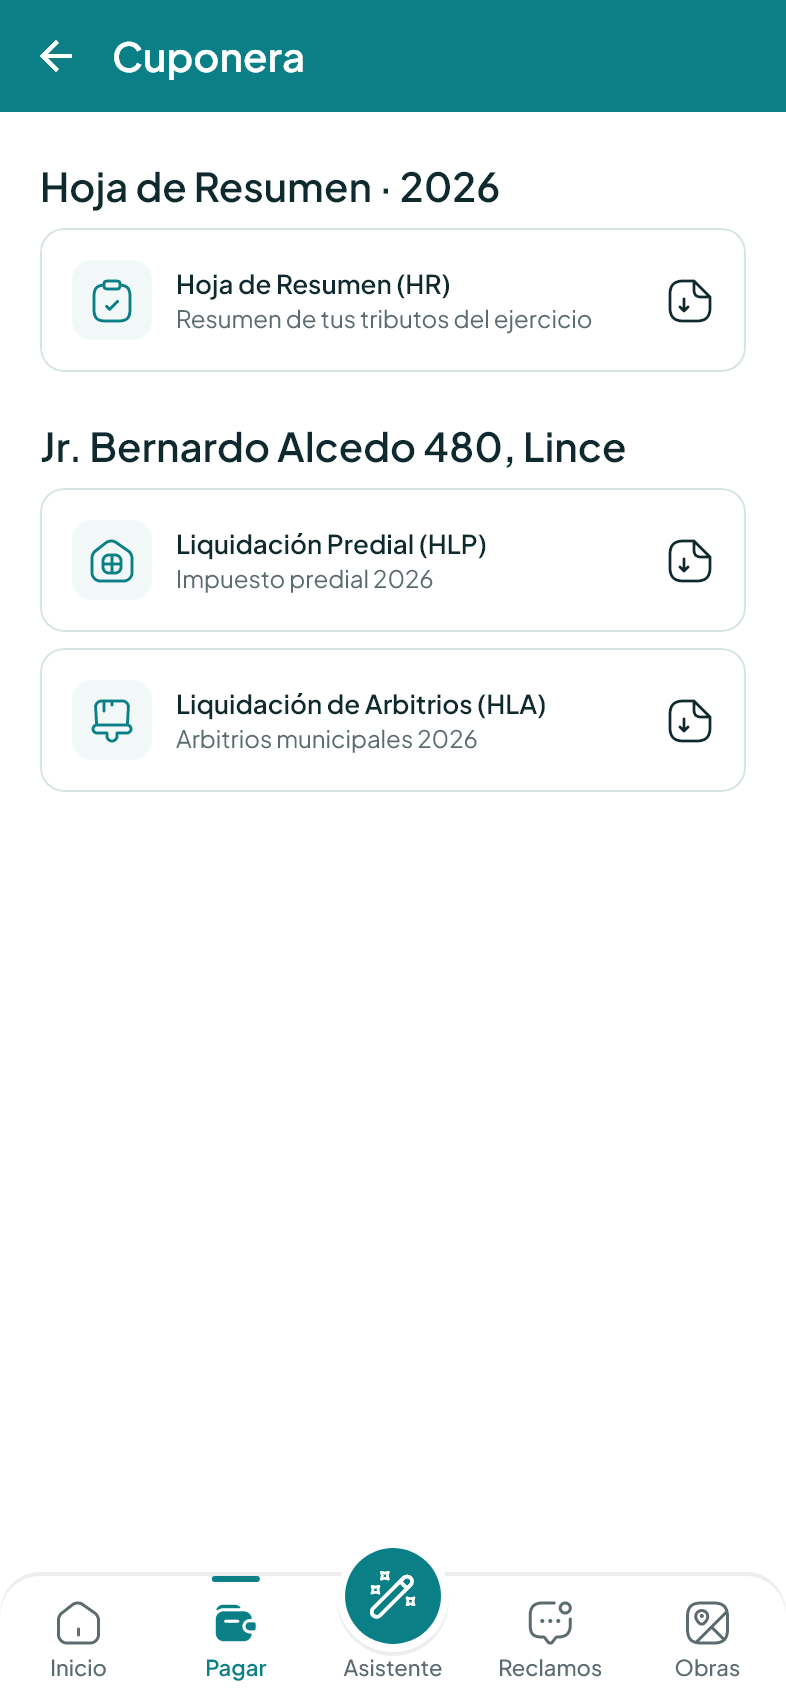 Cuponera
Hoja de Resumen · 2026
Hoja de Resumen (HR)
Resumen de tus tributos del ejercicio
Jr. Bernardo Alcedo 480, Lince
Liquidación Predial (HLP)
Impuesto predial 2026
Liquidación de Arbitrios (HLA)
Arbitrios municipales 2026
Inicio
Pagar
Asistente
Reclamos
Obras